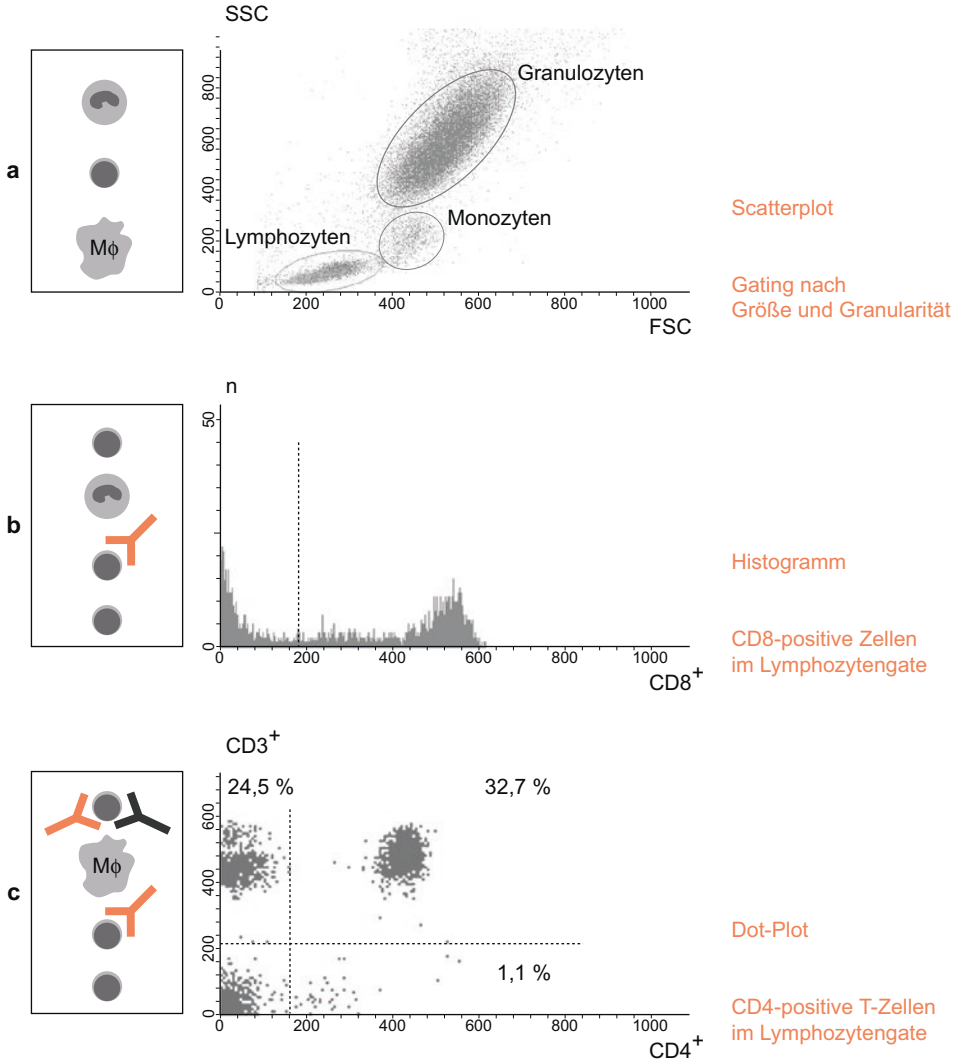 SSC
a
Mϕ
800
600
400
200
0
Granulozyten
Monozyten
Lymphozyten
0 200 400 600 800 1000
FSC
Scatterplot
Gating nach
Größe und Granularität
b
n
50
0
0 200 400 600 800 1000
CD8+
Histogramm
CD8-positive Zellen
im Lymphozytengate
c
Mϕ
CD3+
24,5 %
32,7 %
600
400
200
0
1,1 %
0 200 400 600 800 1000
CD4+
Dot-Plot
CD4-positive T-Zellen
im Lymphozytengate